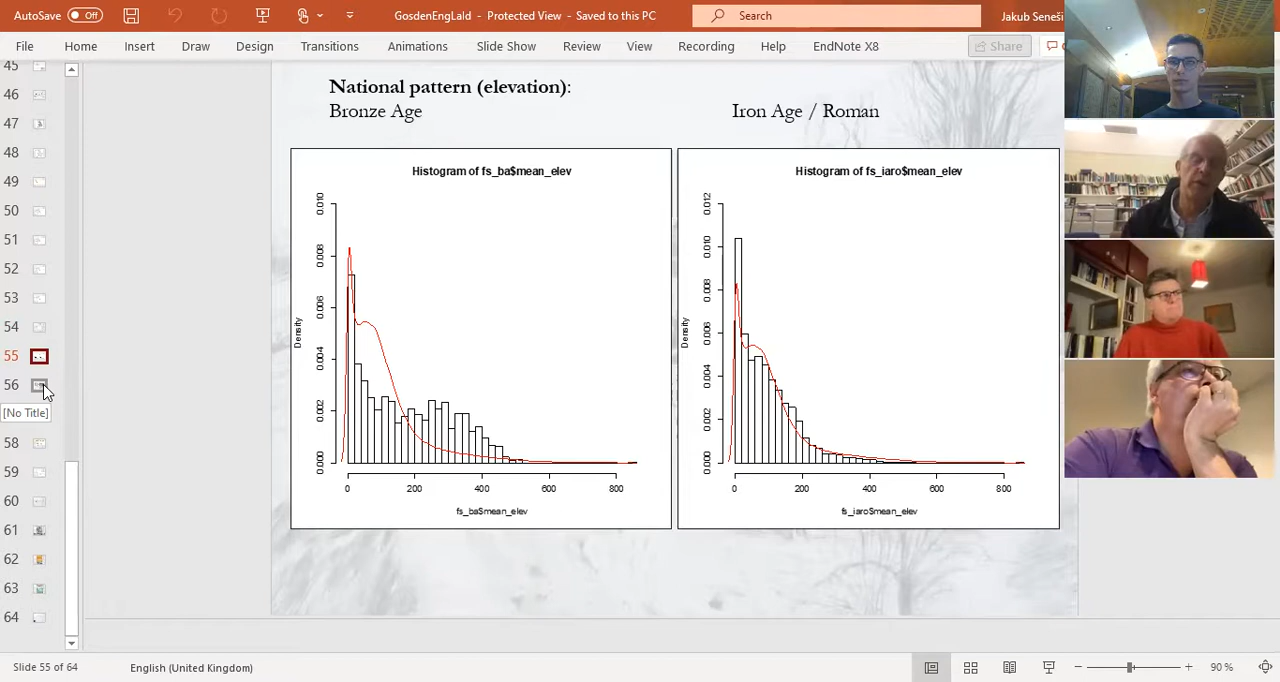 AutoSave Off GosdenEngLald - Protected View - Saved to this PC Search Jakub Seneši
File Home Insert Draw Design Transitions Animations Slide Show Review View Recording Help EndNote X8 Share
45
46
47
48
49
50
51
52
53
54
55
56
[No Title]
58
59
60
61
62
63
64
National pattern (elevation):
Bronze Age
Iron Age / Roman
Histogram of fs_ba$mean_elev
Density
0.010
0.008
0.006
0.004
0.002
0.000
0 200 400 600 800
fs_ba$mean_elev
Histogram of fs_iaro$mean_elev
Density
0.012
0.010
0.008
0.006
0.004
0.002
0.000
0 200 400 600 800
fs_iaro$mean_elev
Slide 55 of 64 English (United Kingdom) 90 %